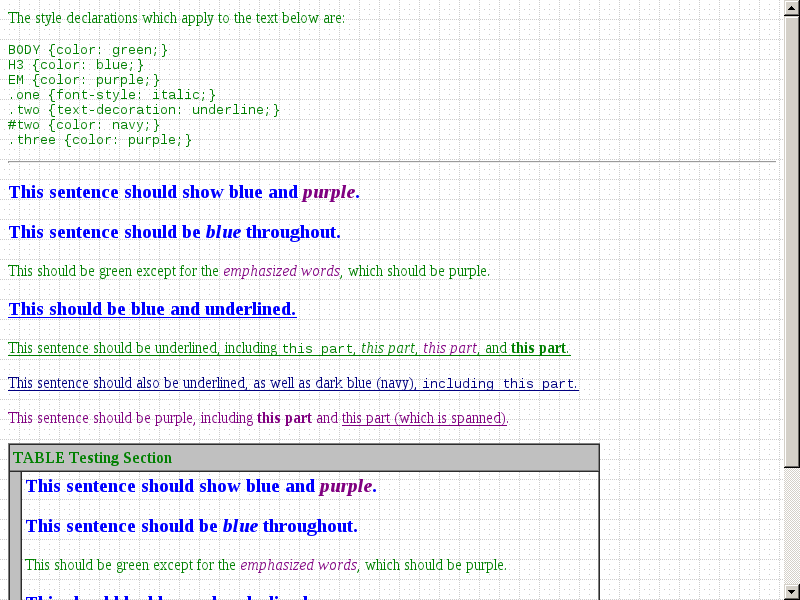 The style declarations which apply to the text below are:
BODY {color: green;}
H3 {color: blue;}
EM {color: purple;}
.one {font-style: italic;}
.two {text-decoration: underline;}
#two {color: navy;}
.three {color: purple;}
This sentence should show blue and purple.
This sentence should be blue throughout.
This should be green except for the emphasized words, which should be purple.
This should be blue and underlined.
This sentence should be underlined, including this part, this part, this part, and this part.
This sentence should also be underlined, as well as dark blue (navy), including this part.
This sentence should be purple, including this part and this part (which is spanned).
TABLE Testing Section
This sentence should show blue and purple.
This sentence should be blue throughout.
This should be green except for the emphasized words, which should be purple.